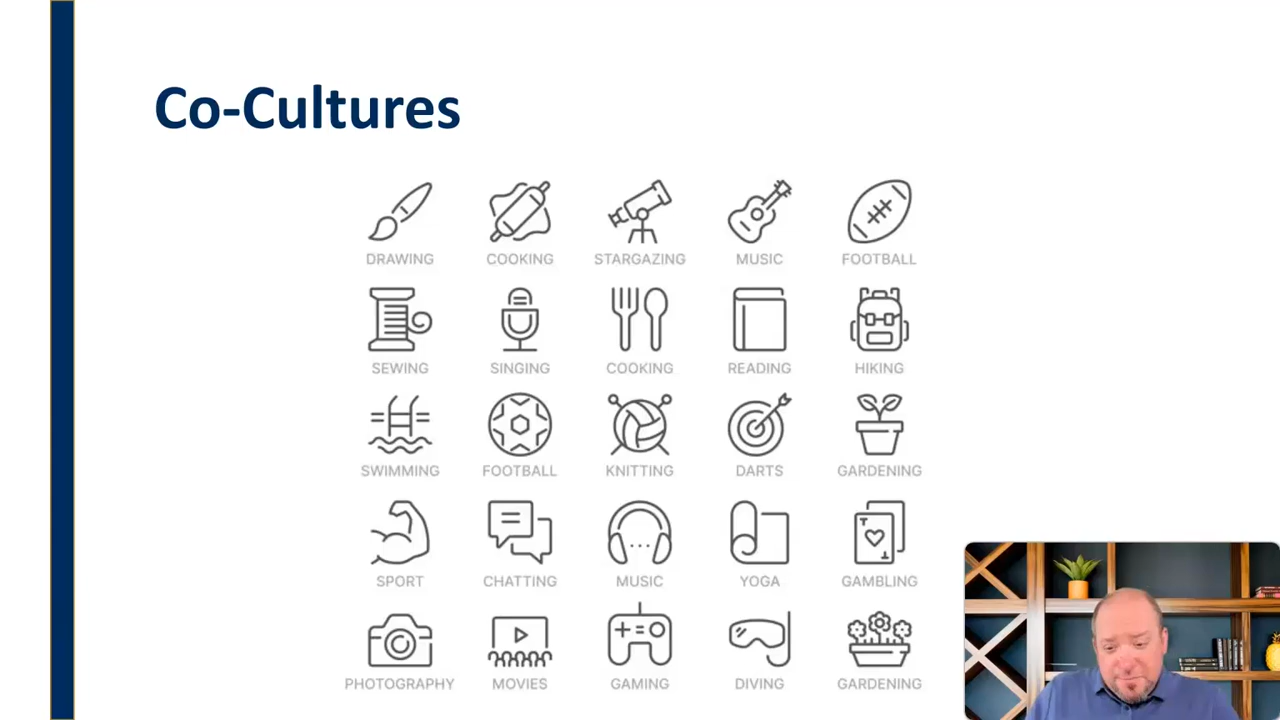 Co-Cultures
DRAWING COOKING STARGAZING MUSIC FOOTBALL
SEWING SINGING COOKING READING HIKING
SWIMMING FOOTBALL KNITTING DARTS GARDENING
SPORT CHATTING MUSIC YOGA GAMBLING
PHOTOGRAPHY MOVIES GAMING DIVING GARDENING